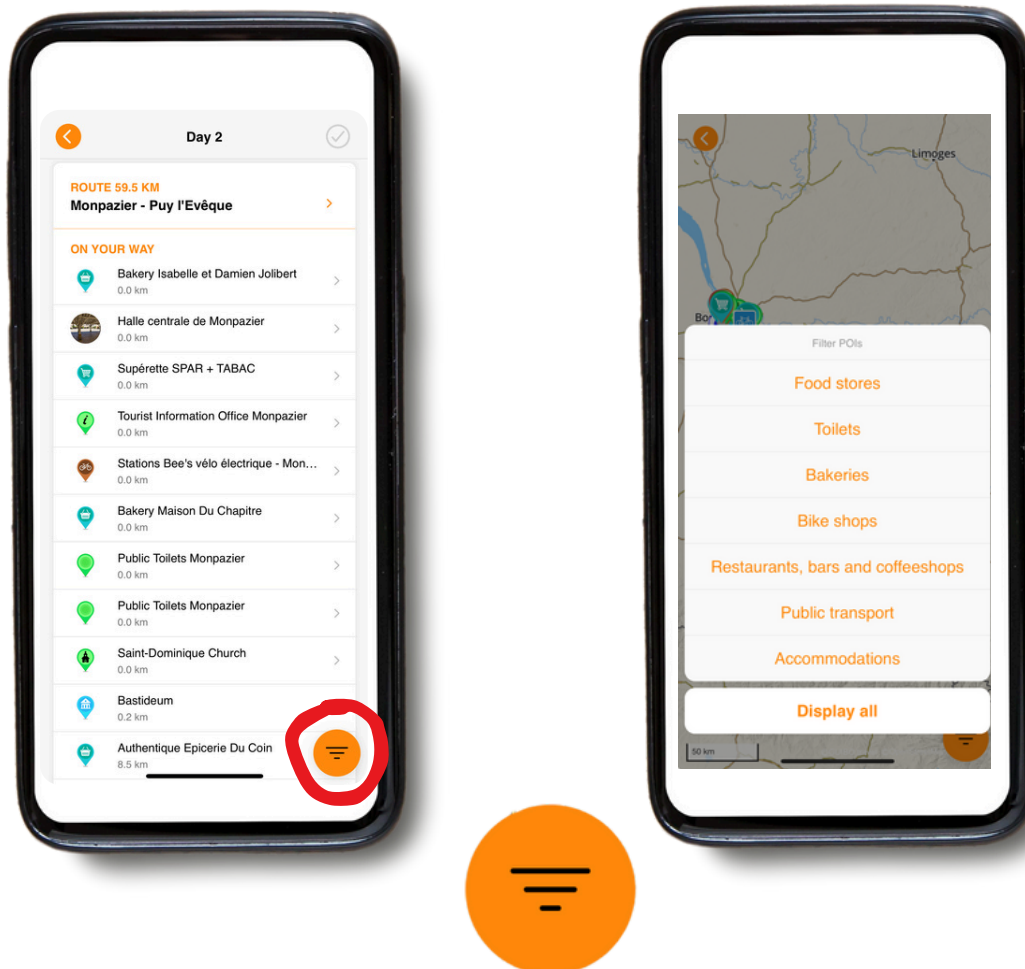 Day 2
ROUTE 59.5 KM
Monpazier - Puy l'Evêque
ON YOUR WAY
Bakery Isabelle et Damien Jolibert
0.0 km
Halle centrale de Monpazier
0.0 km
Supérette SPAR + TABAC
0.0 km
Tourist Information Office Monpazier
0.0 km
Stations Bee's vélo électrique - Mon...
0.0 km
Bakery Maison Du Chapitre
0.0 km
Public Toilets Monpazier
0.0 km
Public Toilets Monpazier
0.0 km
Saint-Dominique Church
0.0 km
Bastideum
0.2 km
Authentique Epicerie Du Coin
8.5 km
Limoges
Filter POIs
Food stores
Toilets
Bakeries
Bike shops
Restaurants, bars and coffeeshops
Public transport
Accommodations
Display all
50 km